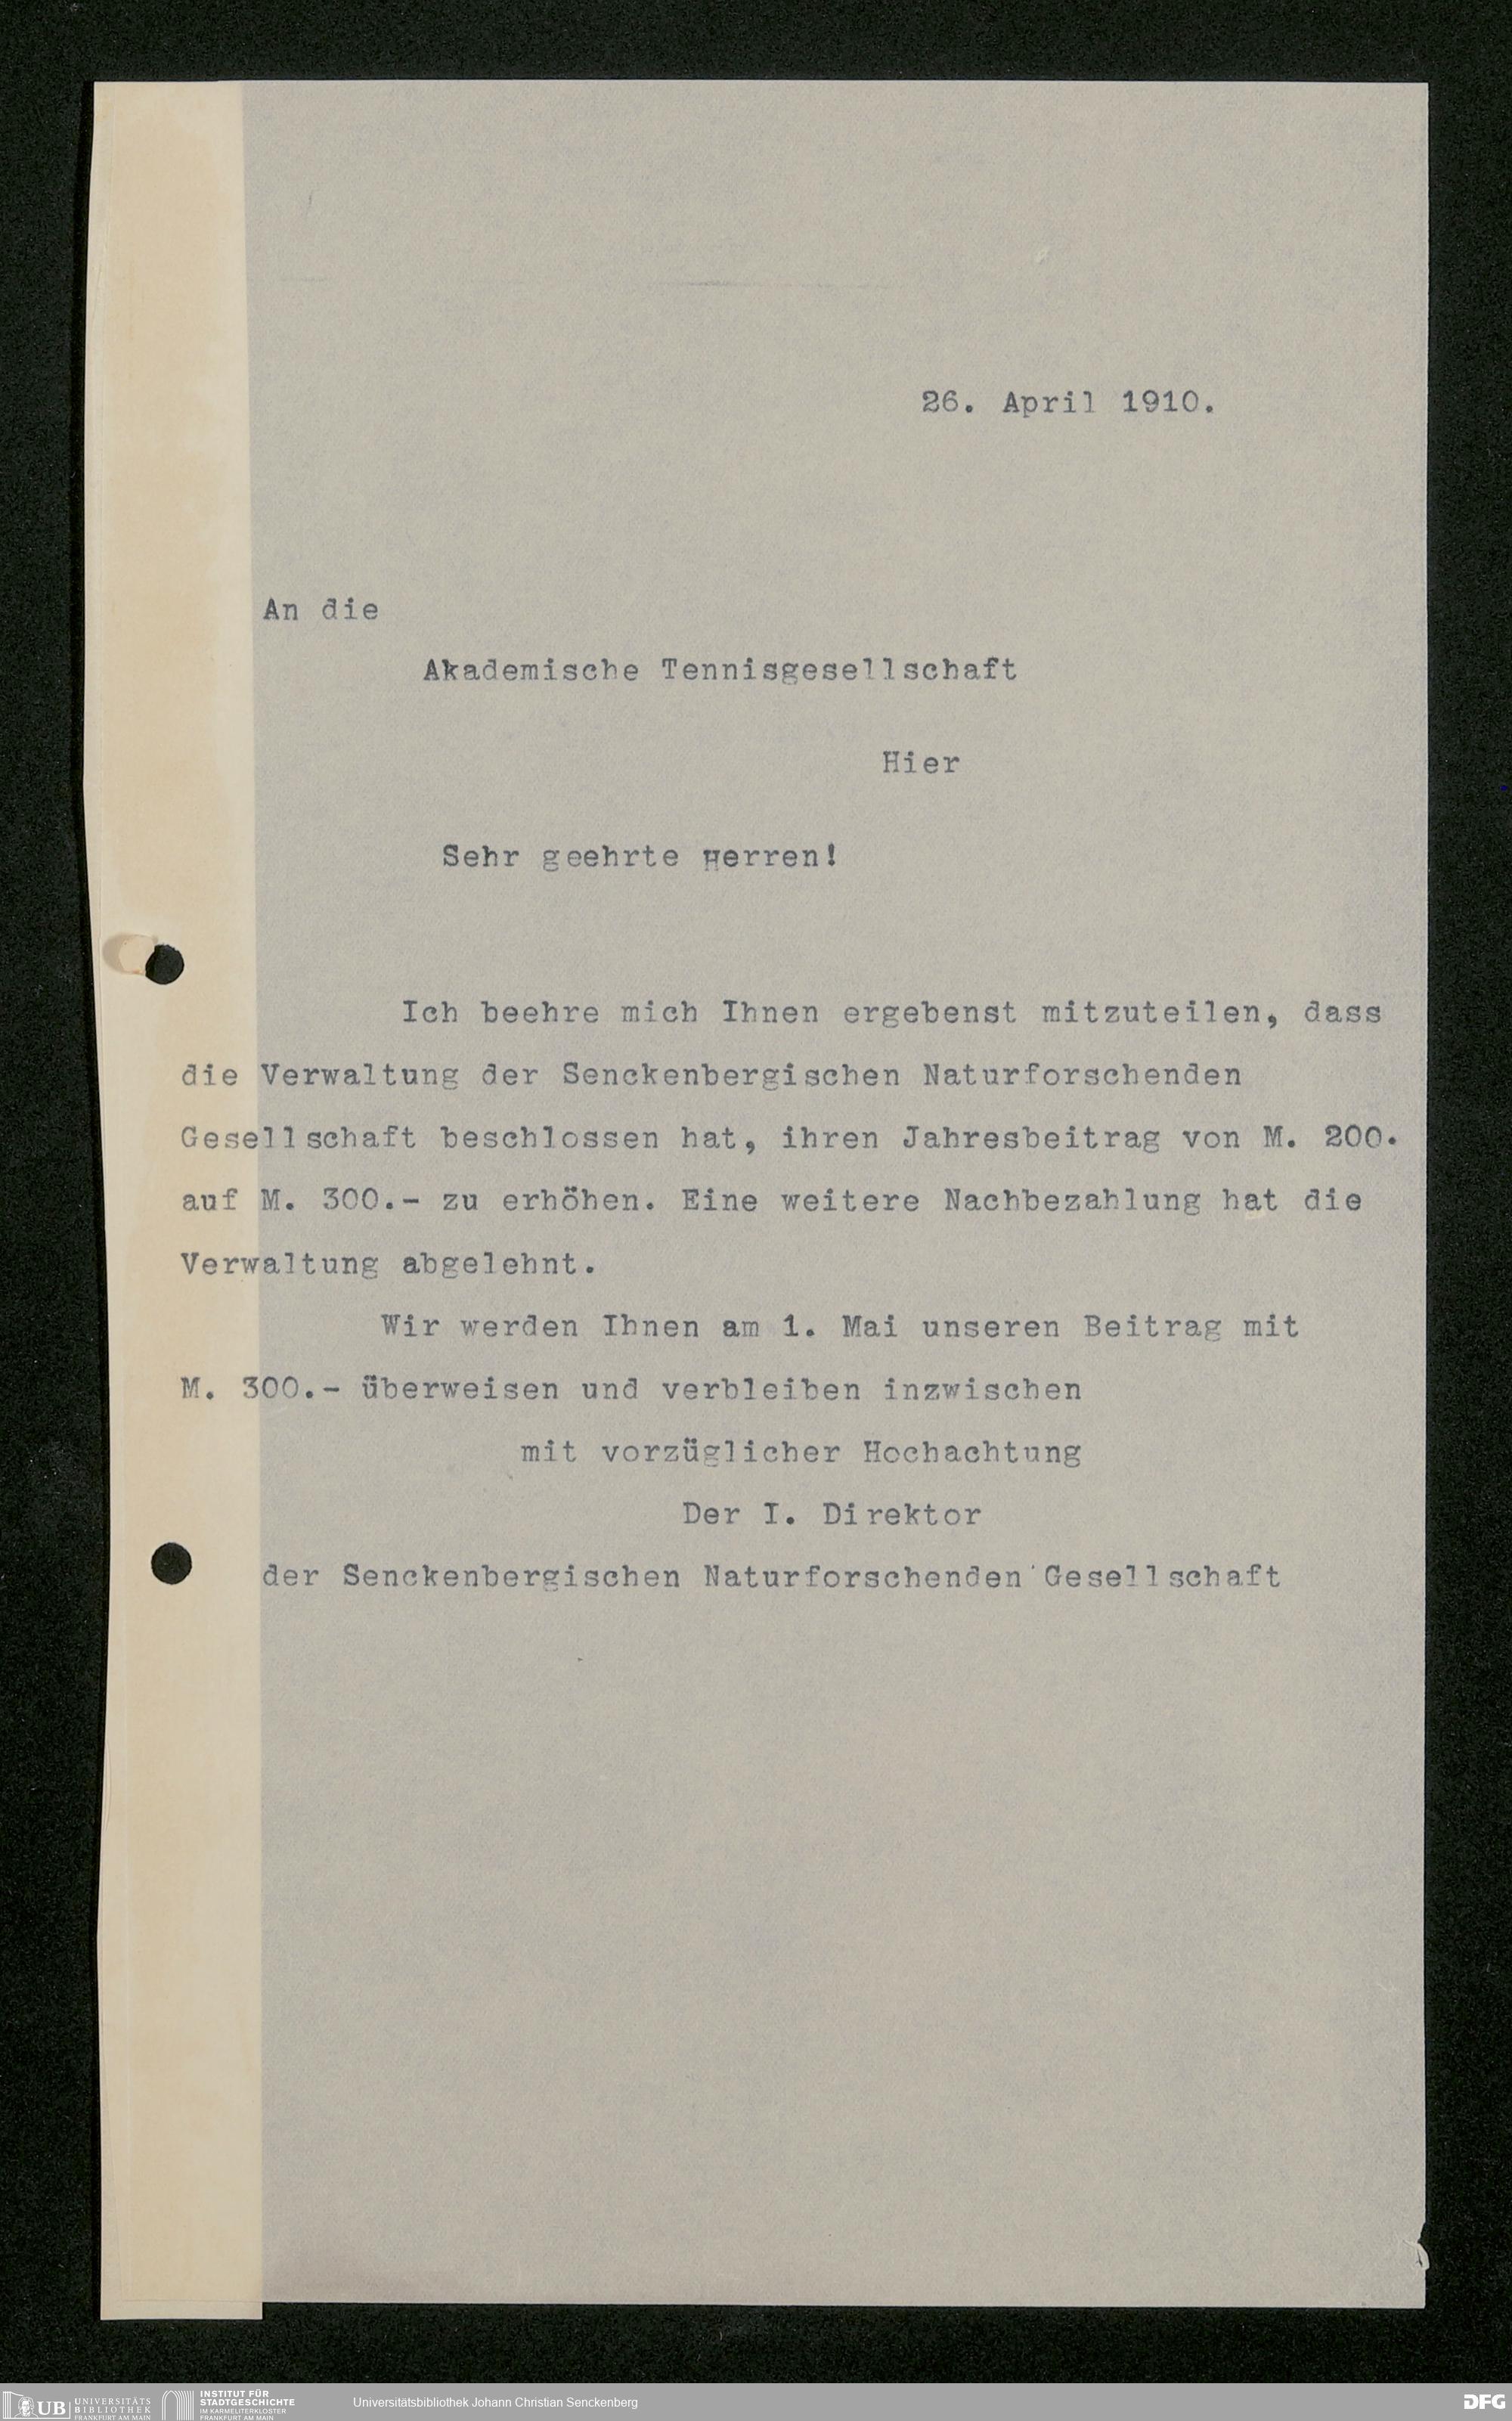 26. April 1910.
An die
Akademische Tennisgesellschaft
Hier
Sehr geehrte Herren!
Ich beehre mich Ihnen ergebenst mitzuteilen, dass
die Verwaltung der Senckenbergischen Naturforschenden
Gesellschaft beschlossen hat, ihren Jahresbeitrag von M. 200.
auf M. 300.- zu erhöhen. Eine weitere Nachbezahlung hat die
Verwaltung abgelehnt.
Wir werden Ihnen am 1. Mai unseren Beitrag mit
M. 300.- überweisen und verbleiben inzwischen
mit vorzüglicher Hochachtung
Der I. Direktor
der Senckenbergischen Naturforschenden Gesellschaft
UB UNIVERSITÄTS
BIBLIOTHEK
FRANKFURT AM MAIN
INSTITUT FÜR
STADTGESCHICHTE
IM KARMELITERKLOSTER
FRANKFURT AM MAIN
Universitätsbibliothek Johann Christian Senckenberg
DFG